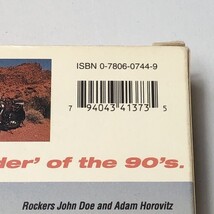 ISBN 0-7806-0744-9
7 94043 41373 5
der' of the 90's.
Rockers John Doe and Adam Horovitz